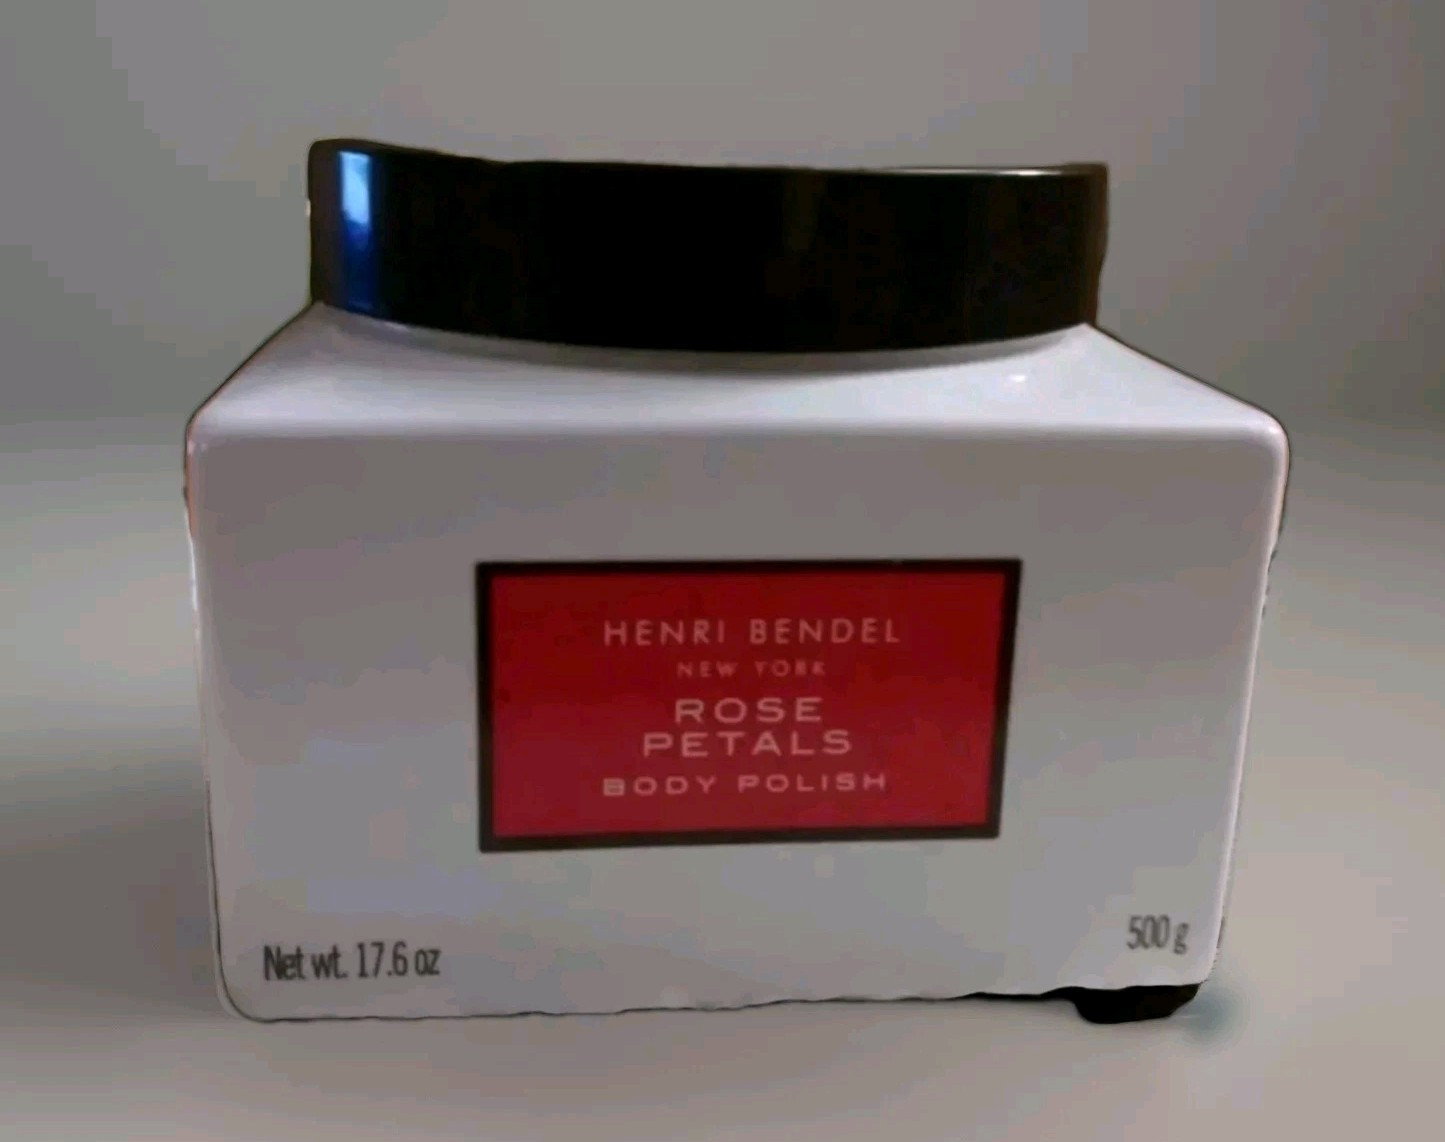 HENRI BENDEL
NEW YORK
ROSE
PETALS
BODY POLISH
Net wt. 17.6 oz
500 g